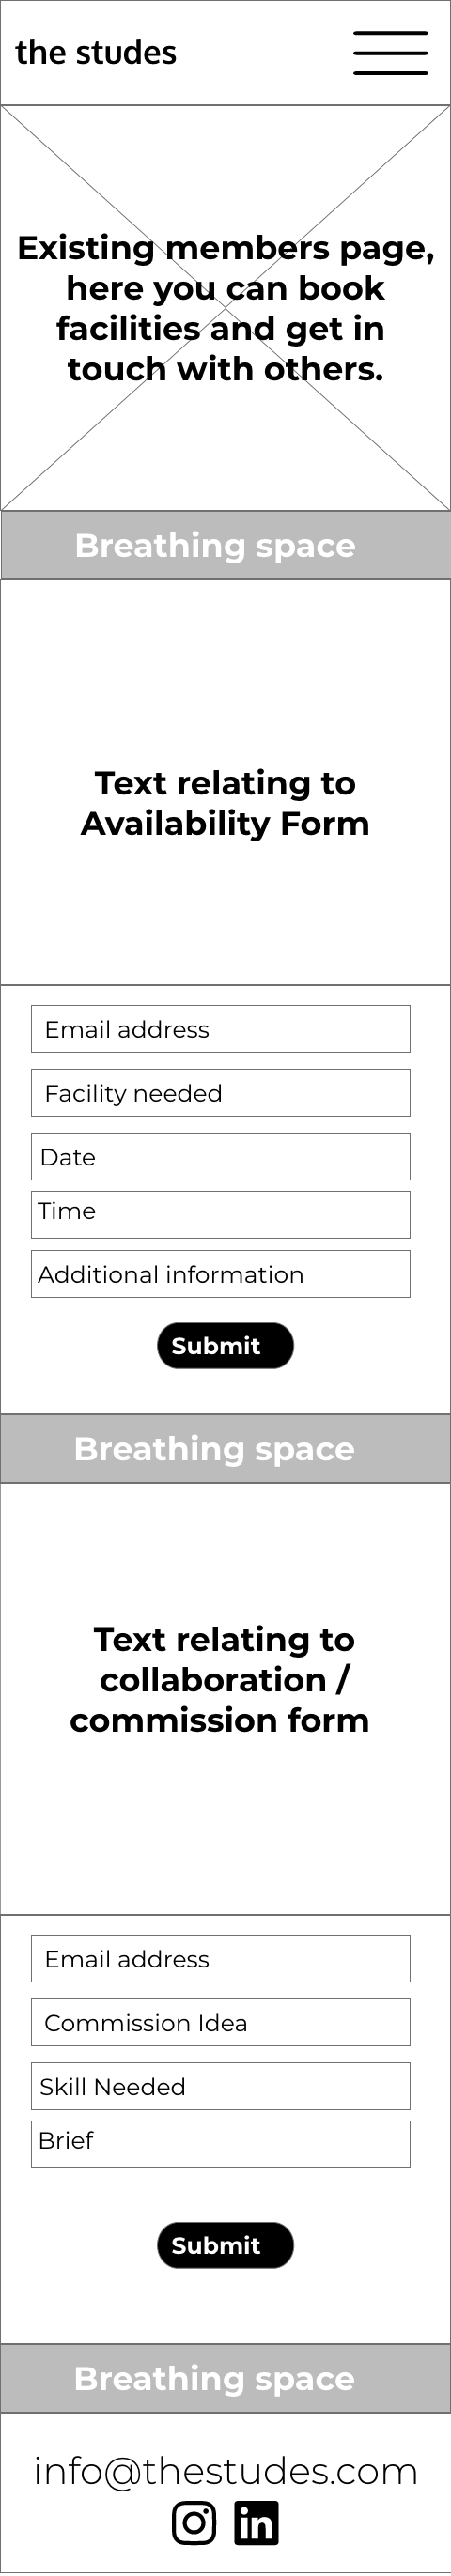 the studes
Existing members page,
here you can book
facilities and get in
touch with others.
Breathing space
Text relating to
Availability Form
Email address
Facility needed
Date
Time
Additional information
Submit
Breathing space
Text relating to
collaboration /
commission form
Email address
Commission Idea
Skill Needed
Brief
Submit
Breathing space
info@thestudes.com
in